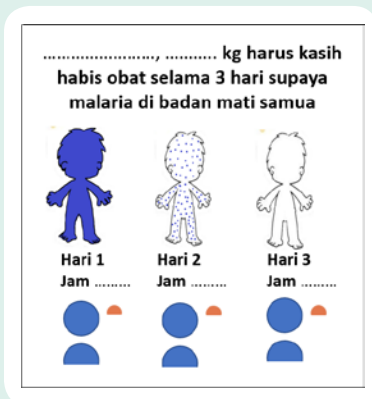 ........................, ........... kg harus kasih
habis obat selama 3 hari supaya
malaria di badan mati samua
Hari 1 Hari 2 Hari 3
Jam ......... Jam ......... Jam .........